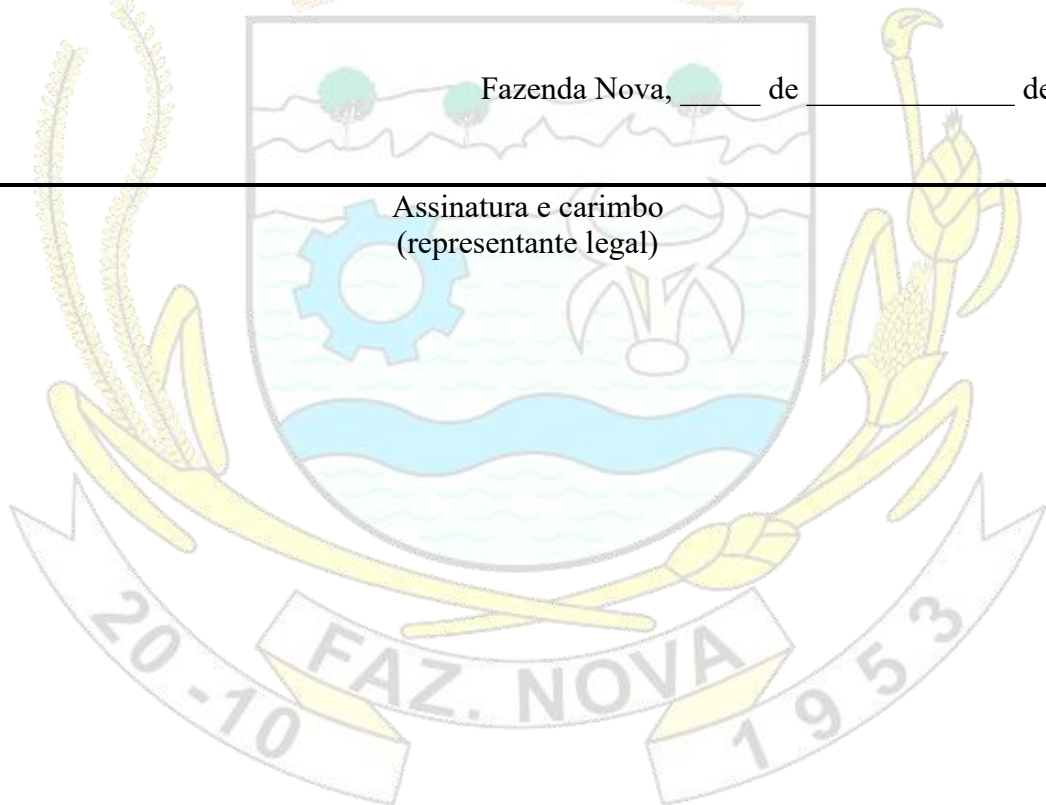 Fazenda Nova, _____ de _____________ de
Assinatura e carimbo
(representante legal)
20 - 10
FAZ. NOVA
1953